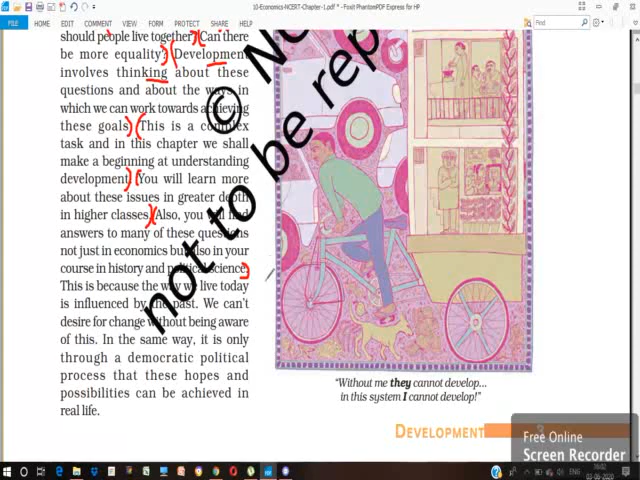 10-Economics-NCERT-Chapter-1.pdf * - Foxit PhantomPDF Express for HP
FILE HOME COMMENT VIEW FORM PROTECT SHARE HELP
Find
should people live together? Can there
be more equality? Development
involves thinking about these
questions and about the ways in
which we can work towards achieving
these goals. This is a complex
task and in this chapter we shall
make a beginning at understanding
development. You will learn more
about these issues in greater depth
in higher classes. Also, you will find
answers to many of these questions
not just in economics but also in your
course in history and political science.
This is because the way we live today
is influenced by the past. We can't
desire for change without being aware
of this. In the same way, it is only
through a democratic political
process that these hopes and
possibilities can be achieved in
real life.
not to be rep
© NO
"Without me they cannot develop...
in this system I cannot develop!"
DEVELOPMENT 3
Free Online
Screen Recorder
16:02
02-06-2020